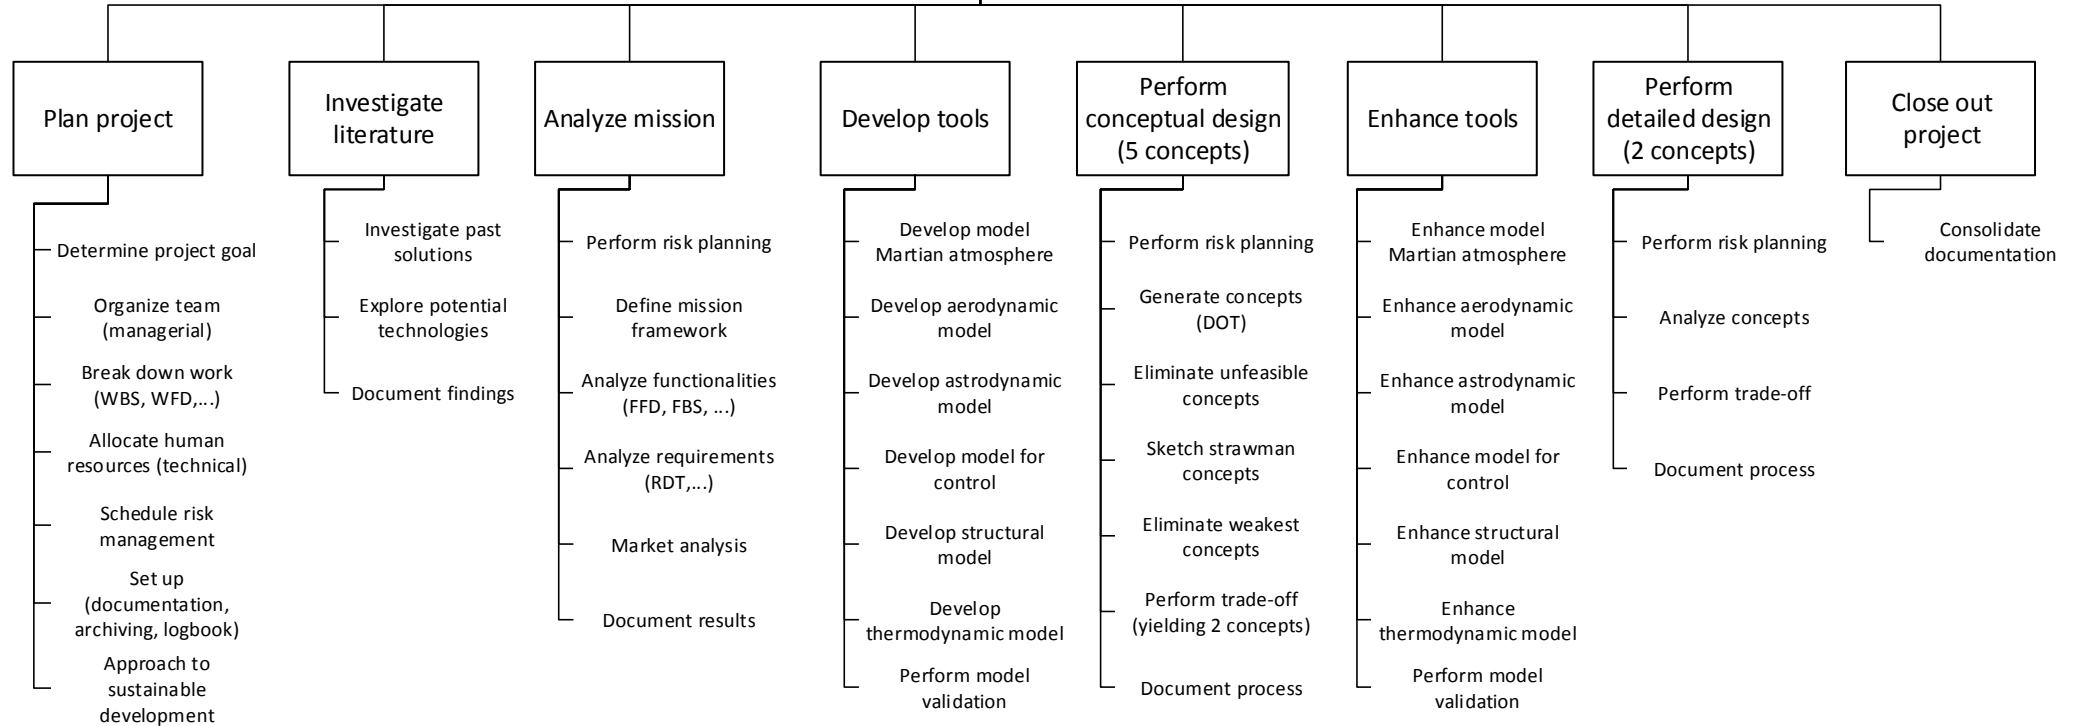 Plan project
Determine project goal
Organize team
(managerial)
Break down work
(WBS, WFD,...)
Allocate human
resources (technical)
Schedule risk
management
Set up
(documentation,
archiving, logbook)
Approach to
sustainable
development
Investigate
literature
Investigate past
solutions
Explore potential
technologies
Document findings
Analyze mission
Perform risk planning
Define mission
framework
Analyze functionalities
(FFD, FBS, ...)
Analyze requirements
(RDT,...)
Market analysis
Document results
Develop tools
Develop model
Martian atmosphere
Develop aerodynamic
model
Develop astrodynamic
model
Develop model for
control
Develop structural
model
Develop
thermodynamic model
Perform model
validation
Perform
conceptual design
(5 concepts)
Perform risk planning
Generate concepts
(DOT)
Eliminate unfeasible
concepts
Sketch strawman
concepts
Eliminate weakest
concepts
Perform trade-off
(yielding 2 concepts)
Document process
Enhance tools
Enhance model
Martian atmosphere
Enhance aerodynamic
model
Enhance astrodynamic
model
Enhance model for
control
Enhance structural
model
Enhance
thermodynamic model
Perform model
validation
Perform
detailed design
(2 concepts)
Perform risk planning
Analyze concepts
Perform trade-off
Document process
Close out
project
Consolidate
documentation